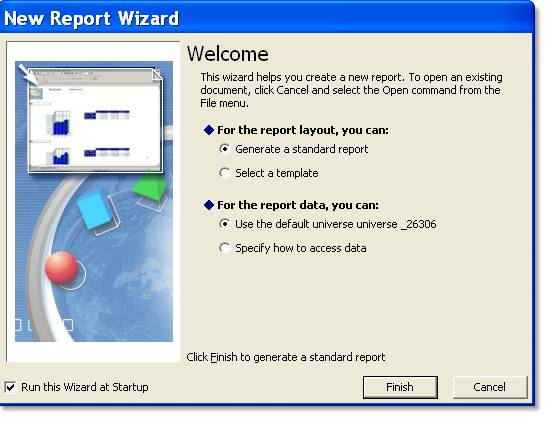 New Report Wizard
Welcome
This wizard helps you create a new report. To open an existing
document, click Cancel and select the Open command from the
File menu.
For the report layout, you can:
Generate a standard report
Select a template
For the report data, you can:
Use the default universe universe _26306
Specify how to access data
Click Finish to generate a standard report
Run this Wizard at Startup
Finish
Cancel